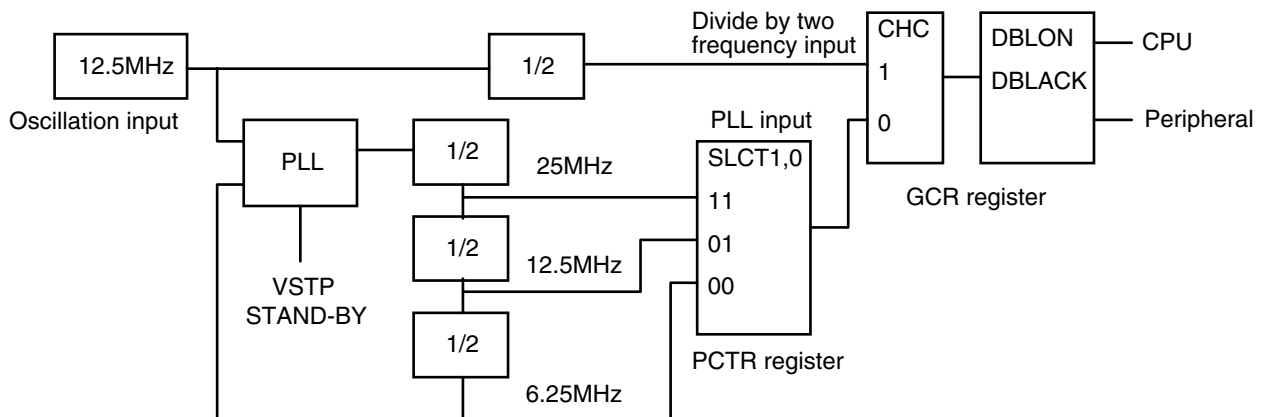 12.5MHz
Oscillation input
1/2
Divide by two
frequency input
CHC
1
0
DBLON
DBLACK
CPU
Peripheral
GCR register
PLL
VSTP
STAND-BY
1/2
25MHz
1/2
12.5MHz
1/2
6.25MHz
PLL input
SLCT1,0
11
01
00
PCTR register